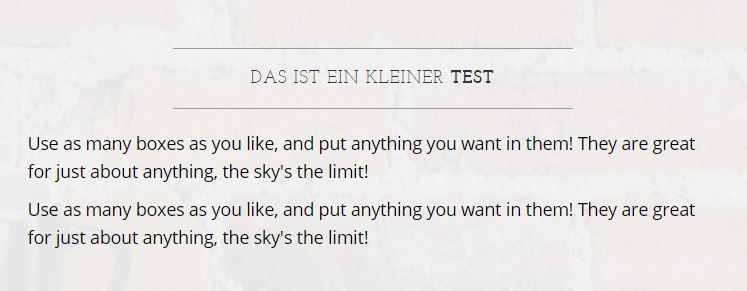 DAS IST EIN KLEINER TEST
Use as many boxes as you like, and put anything you want in them! They are great
for just about anything, the sky's the limit!
Use as many boxes as you like, and put anything you want in them! They are great
for just about anything, the sky's the limit!